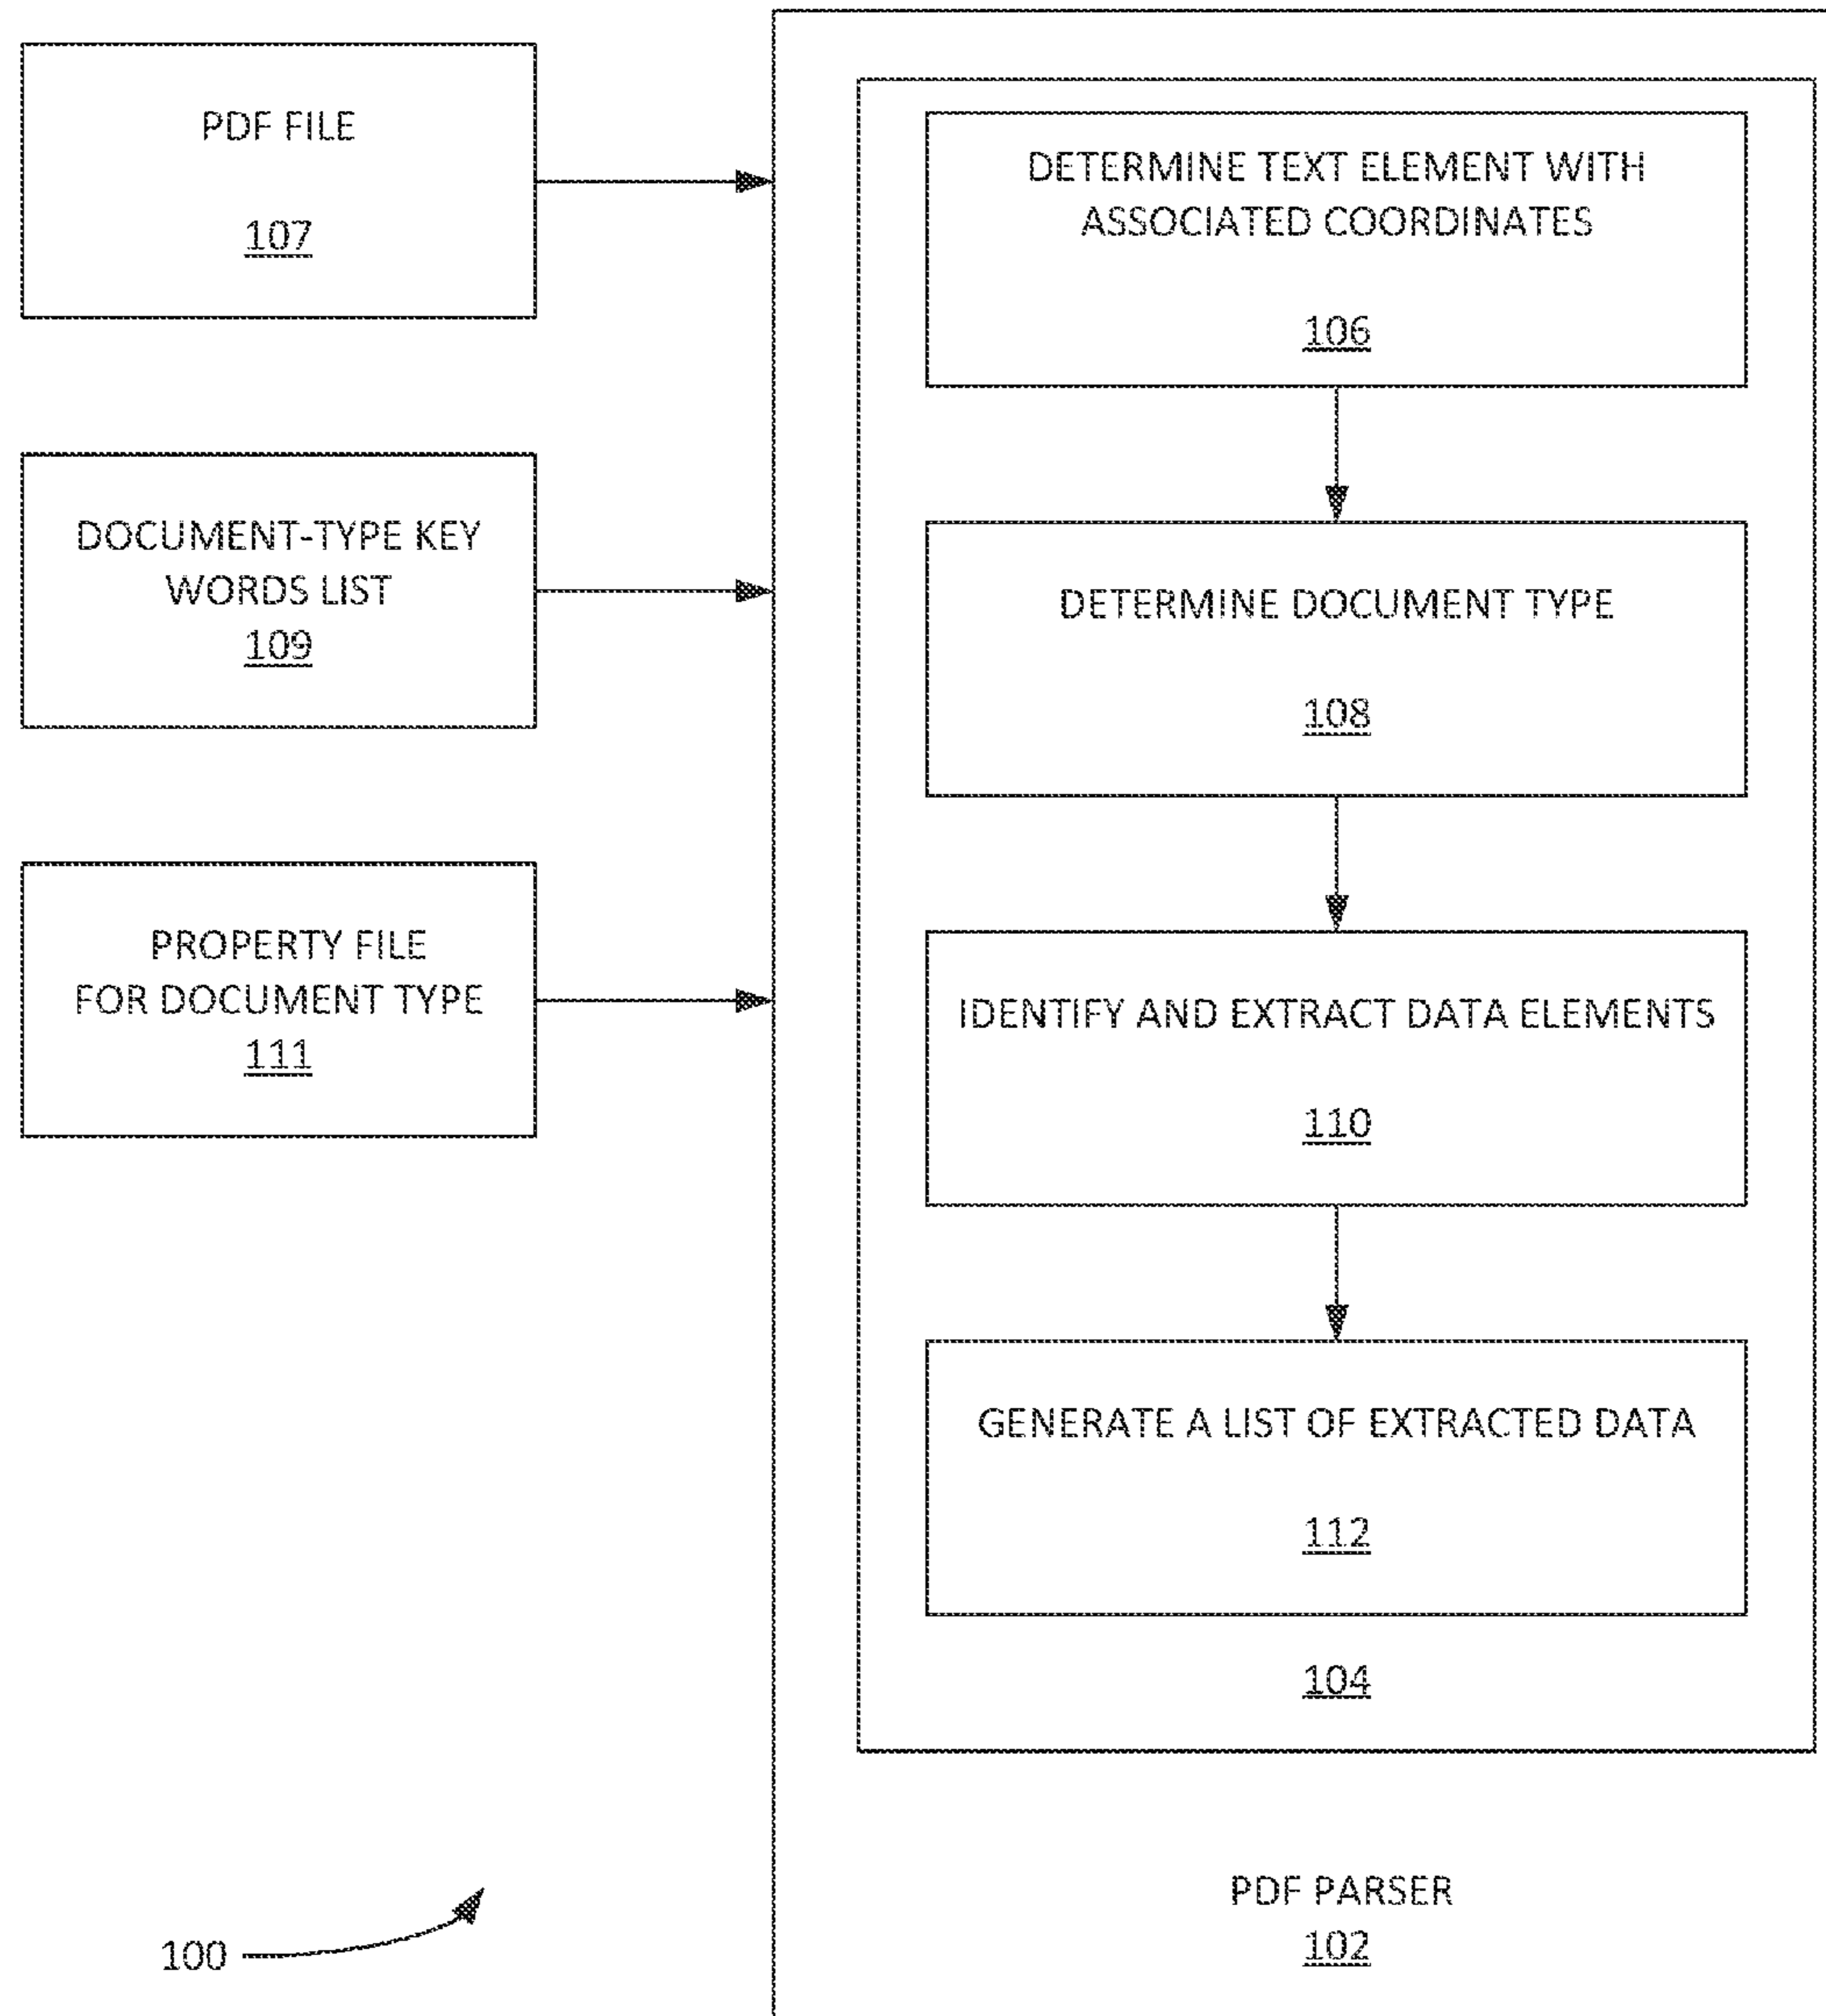 PDF FILE
107
DOCUMENT-TYPE KEY
WORDS LIST
109
PROPERTY FILE
FOR DOCUMENT TYPE
111
DETERMINE TEXT ELEMENT WITH
ASSOCIATED COORDINATES
106
DETERMINE DOCUMENT TYPE
108
IDENTIFY AND EXTRACT DATA ELEMENTS
110
GENERATE A LIST OF EXTRACTED DATA
112
104
PDF PARSER
102
100